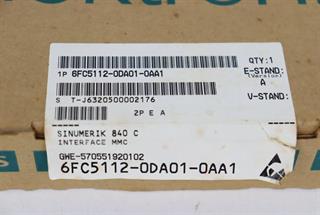 1P 6FC5112-0DA01-0AA1
QTY:1
E-STAND:
(Version)
A
S T-J6320500002176
V-STAND:
2P E A
SINUMERIK 840 C
INTERFACE MMC
GWE-570551920102
6FC5112-0DA01-0AA1